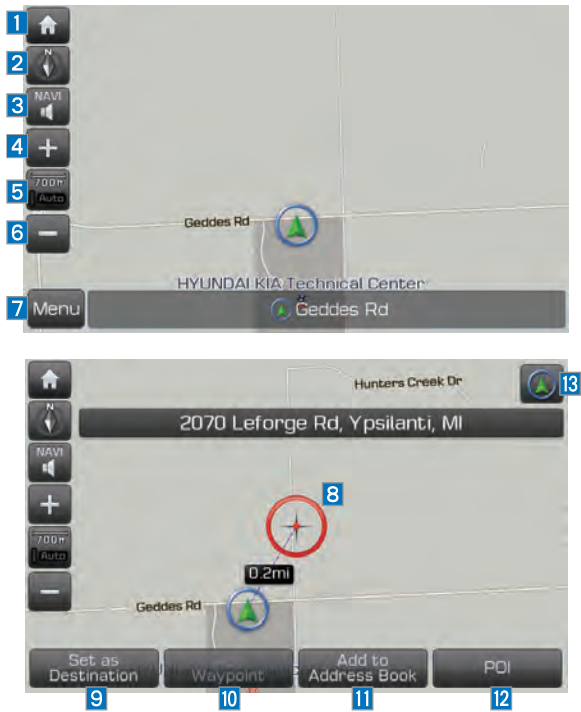 1
2
N
3
NAVI
4
+
5
700ft
Auto
6
−
Geddes Rd
HYUNDAI KIA Technical Center
7
Menu
Geddes Rd
Hunters Creek Dr
13
N
2070 Leforge Rd, Ypsilanti, MI
NAVI
8
+
700ft
Auto
0.2mi
−
Geddes Rd
Set as
Destination
Waypoint
Add to
Address Book
POI
9
10
11
12